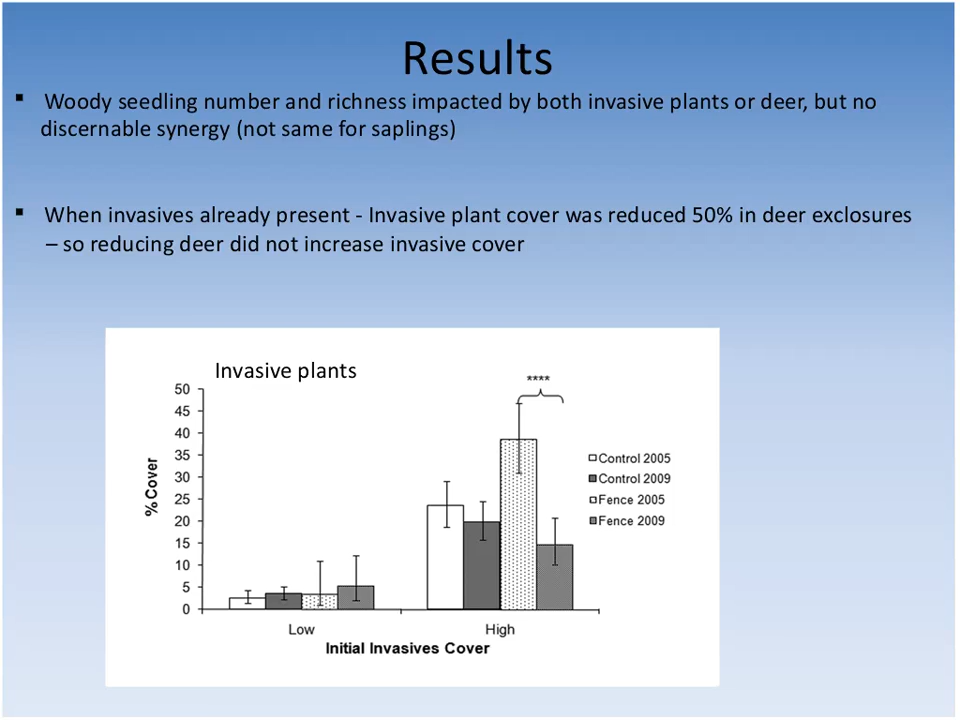 Results
▪ Woody seedling number and richness impacted by both invasive plants or deer, but no
discernable synergy (not same for saplings)
▪ When invasives already present - Invasive plant cover was reduced 50% in deer exclosures
– so reducing deer did not increase invasive cover
Invasive plants
****
50
45
40
35
30
25
20
15
10
5
0
%Cover
Control 2005
Control 2009
Fence 2005
Fence 2009
Low
High
Initial Invasives Cover